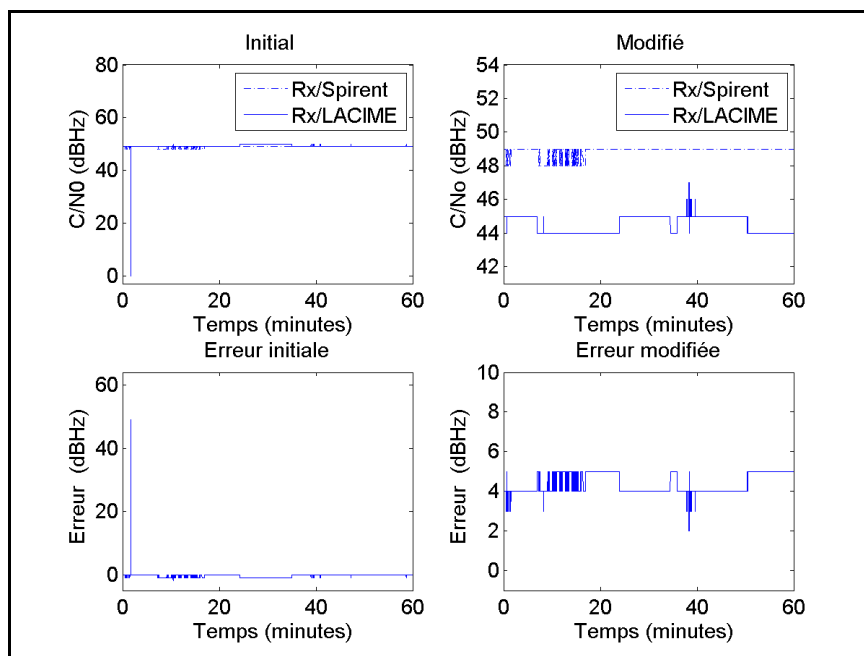 Initial
80
60
40
20
0
C/N0 (dBHz)
Rx/Spirent
Rx/LACIME
0 20 40 60
Temps (minutes)
Modifié
54
52
50
48
46
44
42
C/No (dBHz)
Rx/Spirent
Rx/LACIME
0 20 40 60
Temps (minutes)
Erreur initiale
60
40
20
0
Erreur (dBHz)
0 20 40 60
Temps (minutes)
Erreur modifiée
10
8
6
4
2
0
Erreur (dBHz)
0 20 40 60
Temps (minutes)